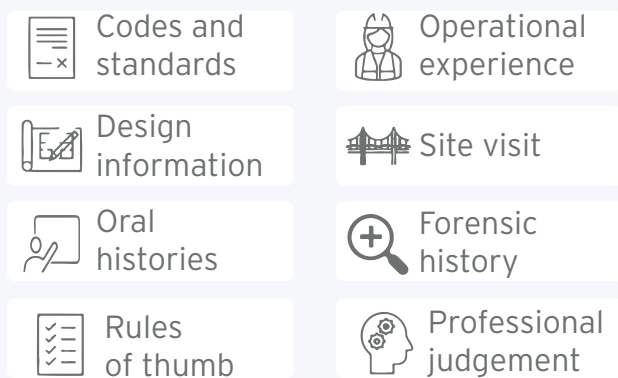 Codes and
standards
Operational
experience
Design
information
Site visit
Oral
histories
Forensic
history
Rules
of thumb
Professional
judgement